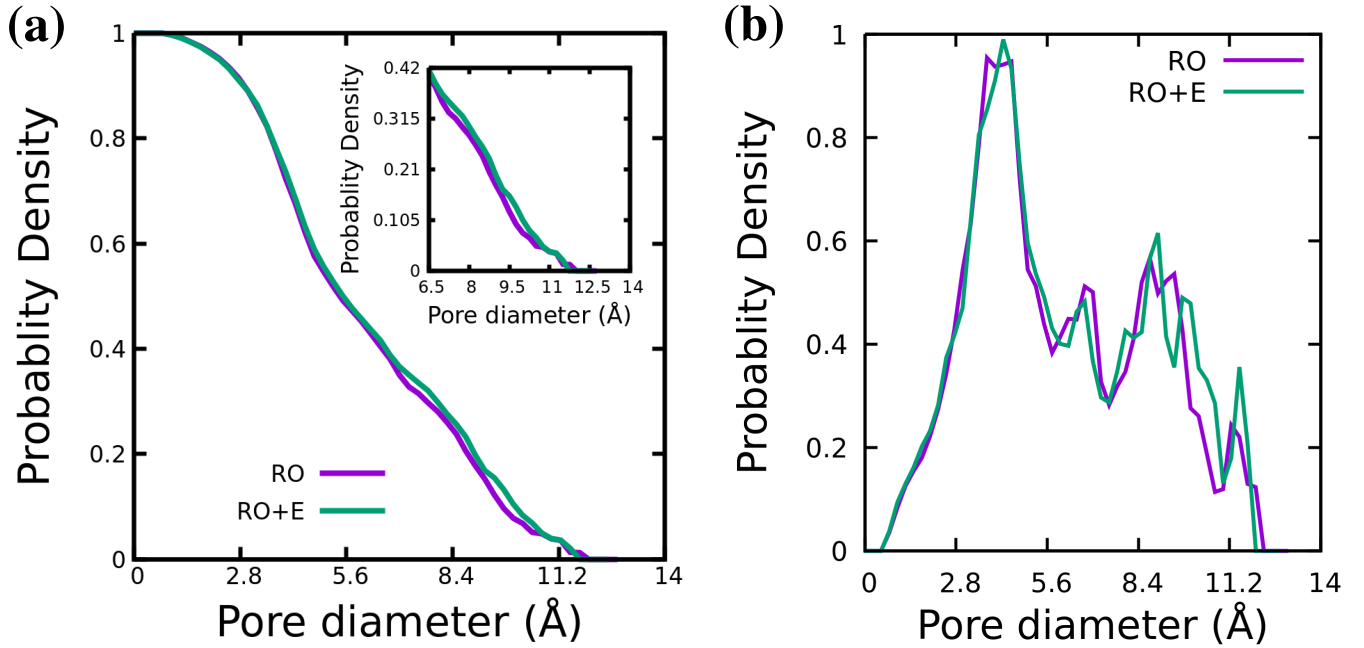 (a)
Probablity Density
1
0.8
0.6
0.4
0.2
0
0 2.8 5.6 8.4 11.2 14
Pore diameter (Å)
RO
RO+E
Probablity Density
0.42
0.315
0.21
0.105
0
6.5 8 9.5 11 12.5 14
Pore diameter (Å)
(b)
Probablity Density
1
0.8
0.6
0.4
0.2
0
0 2.8 5.6 8.4 11.2 14
Pore diameter (Å)
RO
RO+E